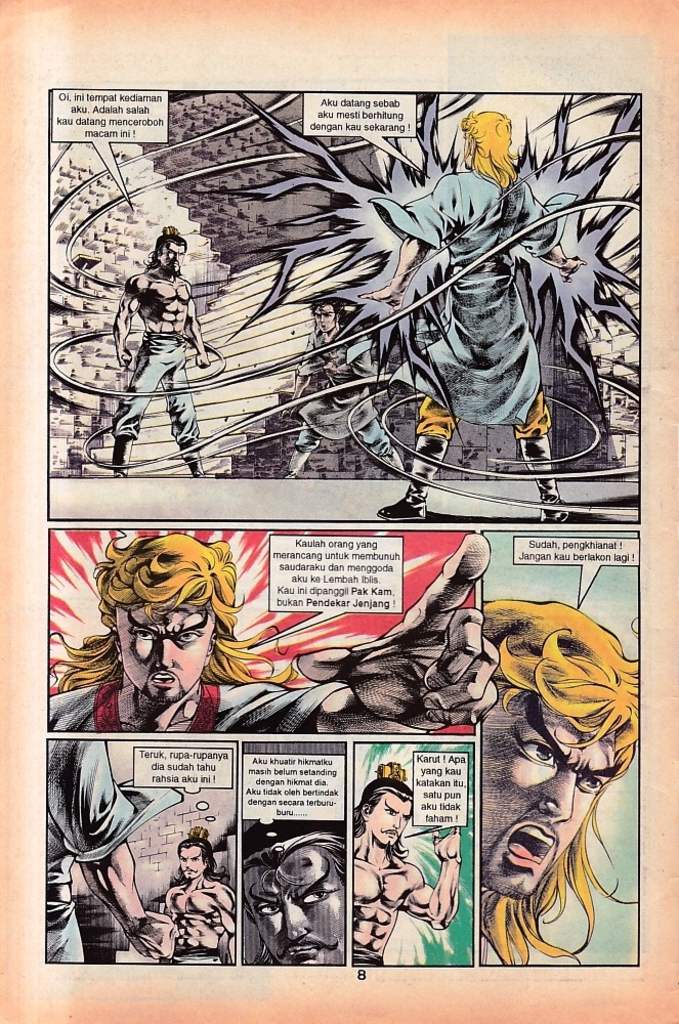 Oi, ini tempat kediaman
aku. Adalah salah
kau datang menceroboh
macam ini !
Aku datang sebab
aku mesti berhitung
dengan kau sekarang !
Kaulah orang yang
merancang untuk membunuh
saudaraku dan menggoda
aku ke Lembah Iblis.
Kau ini dipanggil Pak Kam,
bukan Pendekar Jenjang !
Sudah, pengkhianat !
Jangan kau berlakon lagi !
Teruk, rupa-rupanya
dia sudah tahu
rahsia aku ini !
Aku khuatir hikmatku
masih belum setanding
dengan hikmat dia.
Aku tidak oleh bertindak
dengan secara terburu-
buru......
Karut ! Apa
yang kau
katakan itu,
satu pun
aku tidak
faham !
8